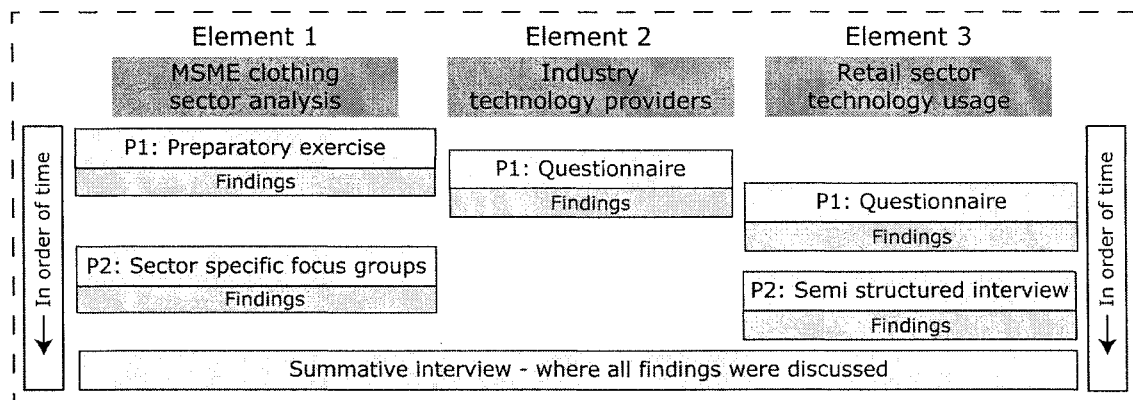 Element 1
MSME clothing
sector analysis
Element 2
Industry
technology providers
Element 3
Retail sector
technology usage
In order of time
P1: Preparatory exercise
Findings
P2: Sector specific focus groups
Findings
P1: Questionnaire
Findings
P1: Questionnaire
Findings
P2: Semi structured interview
Findings
In order of time
Summative interview - where all findings were discussed